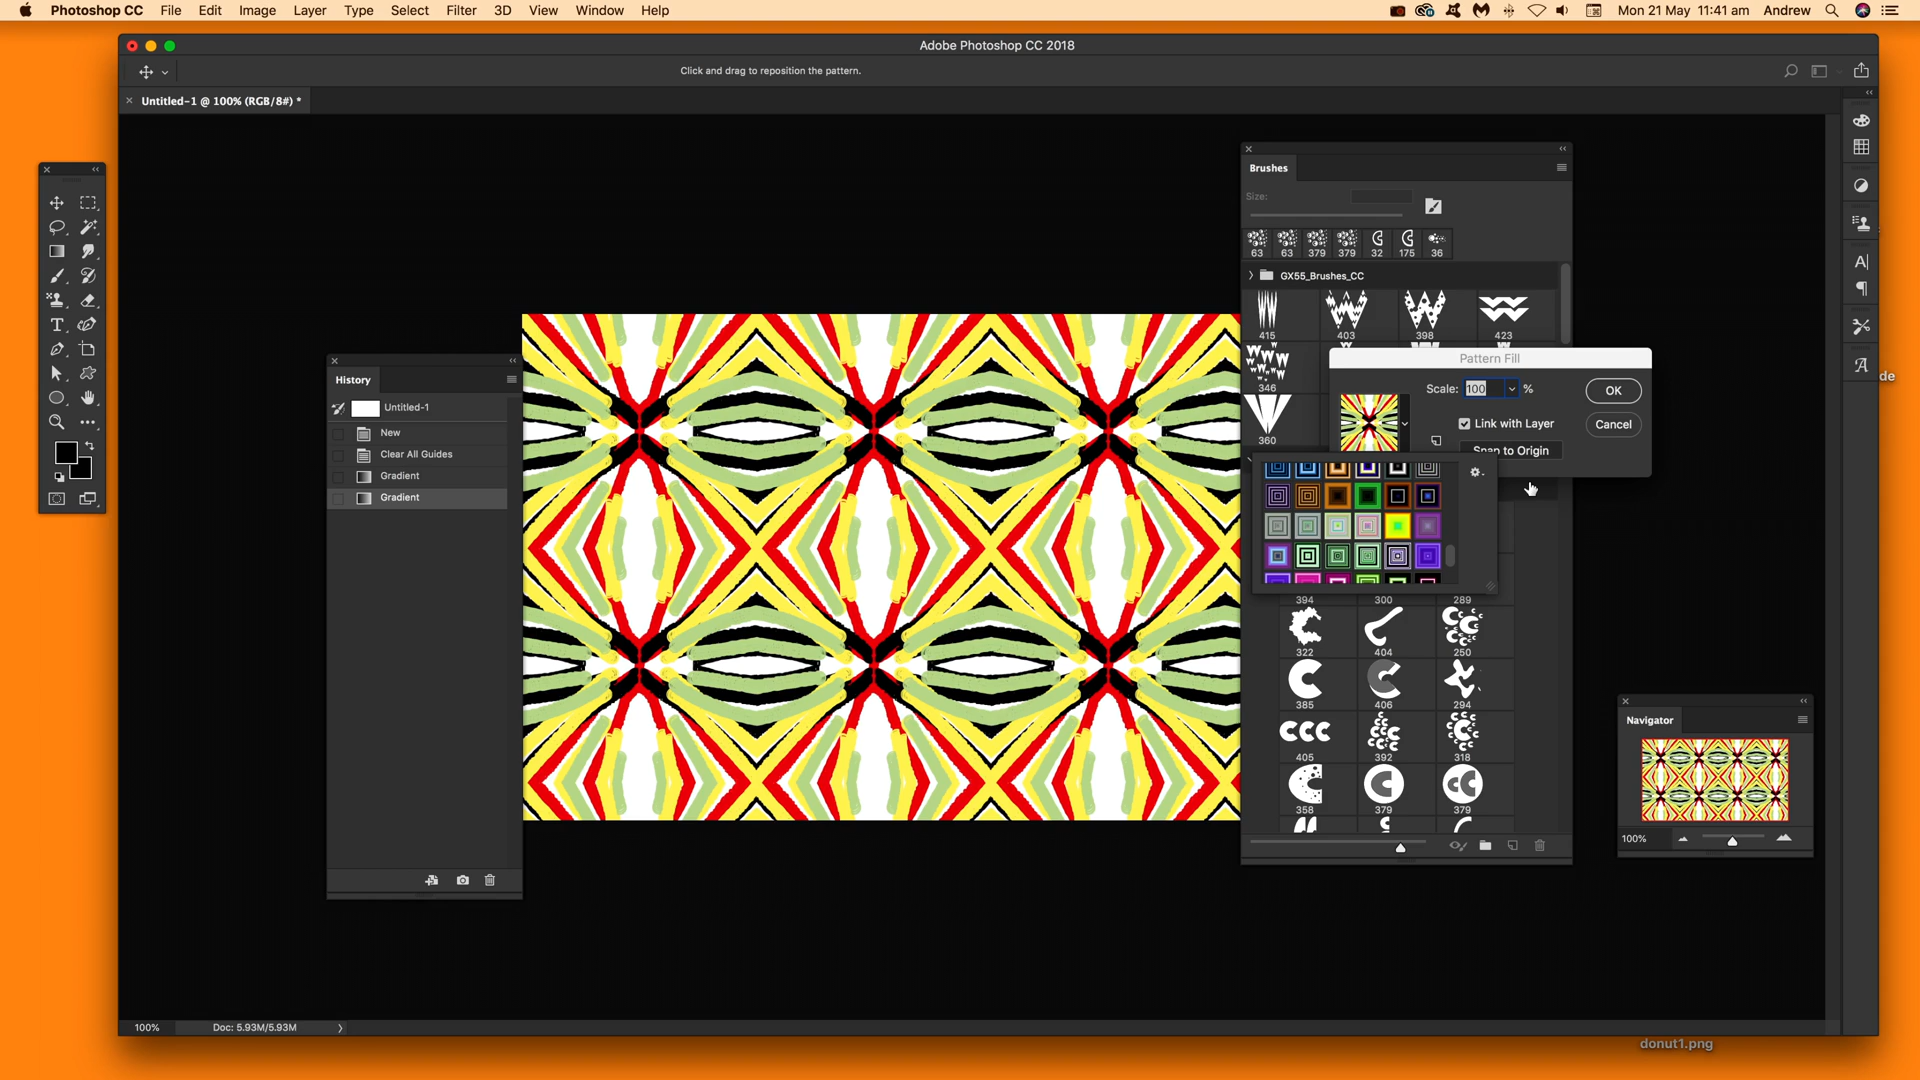 Photoshop CC File Edit Image Layer Type Select Filter 3D View Window Help Mon 21 May 11:41 am Andrew
Adobe Photoshop CC 2018
Click and drag to reposition the pattern.
Untitled-1 @ 100% (RGB/8#) *
Brushes
Size:
63 63 379 379 32 175 36
GX55_Brushes_CC
415 403 398 423
346
360
Pattern Fill
Scale: 100 %
OK
Link with Layer
Cancel
Snap to Origin
de
History
Untitled-1
New
Clear All Guides
Gradient
Gradient
394 300 289
322 404 250
385 406 294
405 392 318
358 379 379
Navigator
100%
100% Doc: 5.93M/5.93M
donut1.png